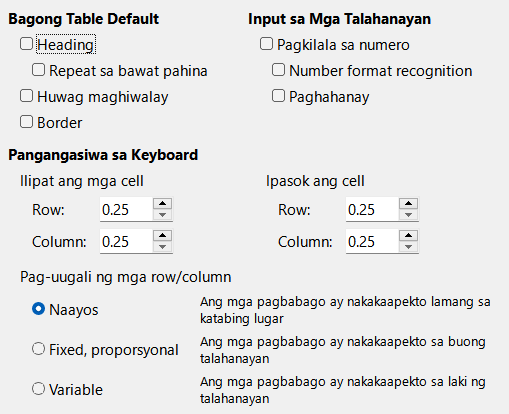 Bagong Table Default
Heading
Repeat sa bawat pahina
Huwag maghiwalay
Border
Input sa Mga Talahanayan
Pagkilala sa numero
Number format recognition
Paghahanay
Pangangasiwa sa Keyboard
Ilipat ang mga cell
Row: 0.25
Column: 0.25
Ipasok ang cell
Row: 0.25
Column: 0.25
Pag-uugali ng mga row/column
Naayos
Ang mga pagbabago ay nakakaapekto lamang sa
katabing lugar
Fixed, proporsyonal
Ang mga pagbabago ay nakakaapekto sa buong
talahanayan
Variable
Ang mga pagbabago ay nakakaapekto sa laki ng
talahanayan